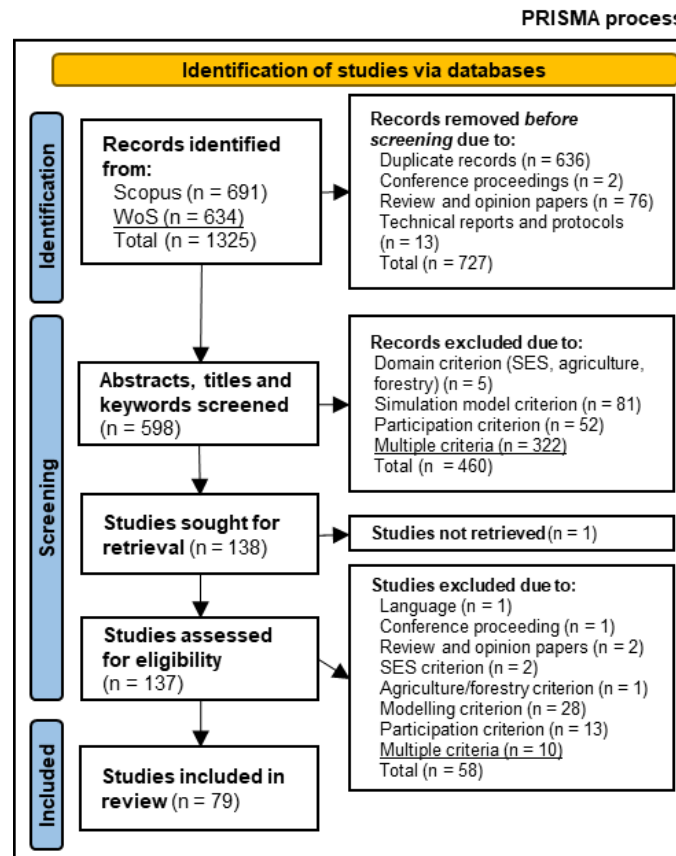 PRISMA process
Identification of studies via databases
Identification
Records identified
from:
Scopus (n = 691)
WoS (n = 634)
Total (n = 1325)
Records removed before
screening due to:
Duplicate records (n = 636)
Conference proceedings (n = 2)
Review and opinion papers (n = 76)
Technical reports and protocols
(n = 13)
Total (n = 727)
Screening
Abstracts, titles and
keywords screened
(n = 598)
Records excluded due to:
Domain criterion (SES, agriculture,
forestry) (n = 5)
Simulation model criterion (n = 81)
Participation criterion (n = 52)
Multiple criteria (n = 322)
Total (n = 460)
Studies sought for
retrieval (n = 138)
Studies not retrieved (n = 1)
Studies assessed
for eligibility
(n = 137)
Studies excluded due to:
Language (n = 1)
Conference proceeding (n = 1)
Review and opinion papers (n = 2)
SES criterion (n = 2)
Agriculture/forestry criterion (n = 1)
Modelling criterion (n = 28)
Participation criterion (n = 13)
Multiple criteria (n = 10)
Total (n = 58)
Included
Studies included in
review (n = 79)